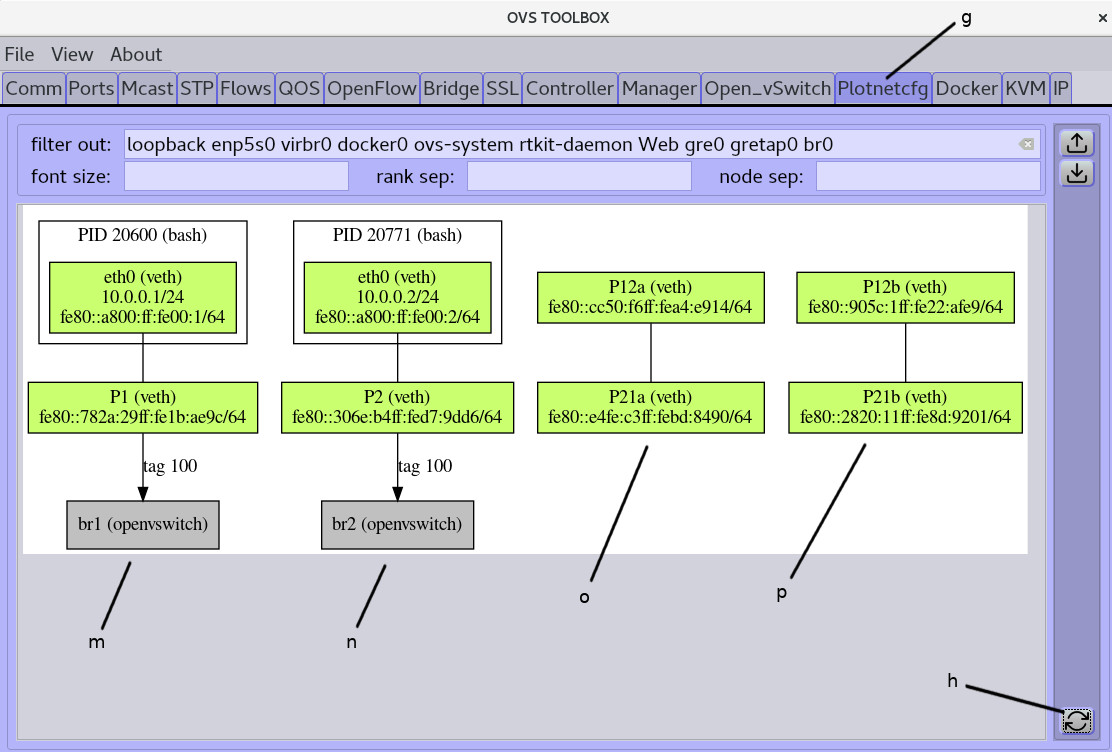 OVS TOOLBOX
g
File View About
Comm Ports Mcast STP Flows QOS OpenFlow Bridge SSL Controller Manager Open_vSwitch Plotnetcfg Docker KVM IP
filter out: loopback enp5s0 virbr0 docker0 ovs-system rtkit-daemon Web gre0 gretap0 br0
font size: rank sep: node sep:
PID 20600 (bash)
eth0 (veth)
10.0.0.1/24
fe80::a800:ff:fe00:1/64
PID 20771 (bash)
eth0 (veth)
10.0.0.2/24
fe80::a800:ff:fe00:2/64
P12a (veth)
fe80::cc50:f6ff:fea4:e914/64
P12b (veth)
fe80::905c:1ff:fe22:afe9/64
P1 (veth)
fe80::782a:29ff:fe1b:ae9c/64
P2 (veth)
fe80::306e:b4ff:fed7:9dd6/64
P21a (veth)
fe80::e4fe:c3ff:febd:8490/64
P21b (veth)
fe80::2820:11ff:fe8d:9201/64
tag 100
tag 100
br1 (openvswitch)
br2 (openvswitch)
o
p
m
n
h